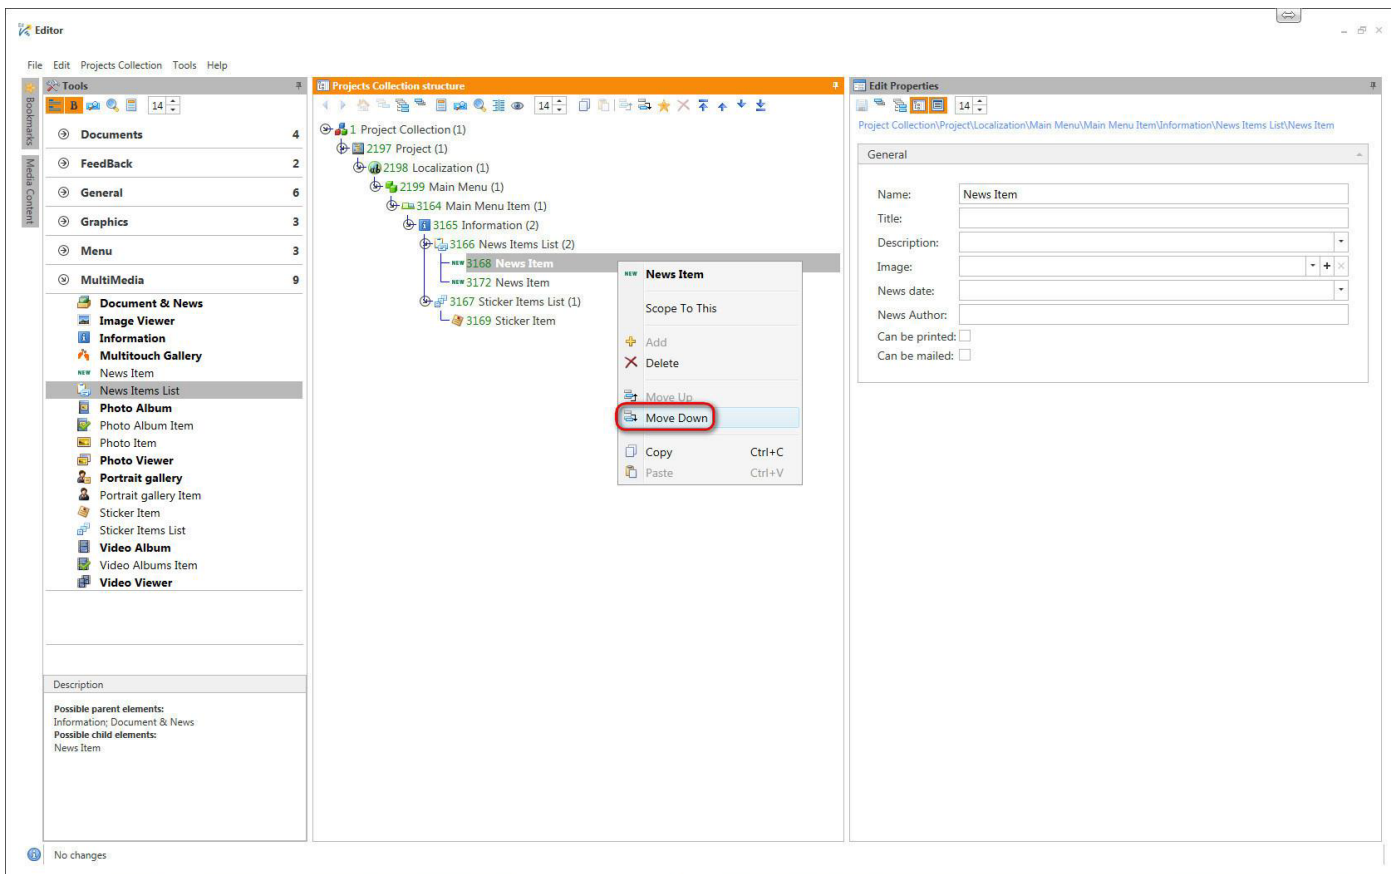 Editor
File Edit Projects Collection Tools Help
Bookmarks
Media Content
Tools
B 14
Documents 4
FeedBack 2
General 6
Graphics 3
Menu 3
MultiMedia 9
Document & News
Image Viewer
Information
Multitouch Gallery
NEW News Item
News Items List
Photo Album
Photo Album Item
Photo Item
Photo Viewer
Portrait gallery
Portrait gallery Item
Sticker Item
Sticker Items List
Video Album
Video Albums Item
Video Viewer
Description
Possible parent elements:
Information; Document & News
Possible child elements:
News Item
Projects Collection structure
14
1 Project Collection (1)
2197 Project (1)
2198 Localization (1)
2199 Main Menu (1)
3164 Main Menu Item (1)
3165 Information (2)
3166 News Items List (2)
NEW 3168 News Item
NEW 3172 News Item
3167 Sticker Items List (1)
3169 Sticker Item
NEW News Item
Scope To This
Add
Delete
Move Up
Move Down
Copy Ctrl+C
Paste Ctrl+V
Edit Properties
14
Project Collection\Project\Localization\Main Menu\Main Menu Item\Information\News Items List\News Item
General
Name: News Item
Title:
Description:
Image:
News date:
News Author:
Can be printed:
Can be mailed:
No changes